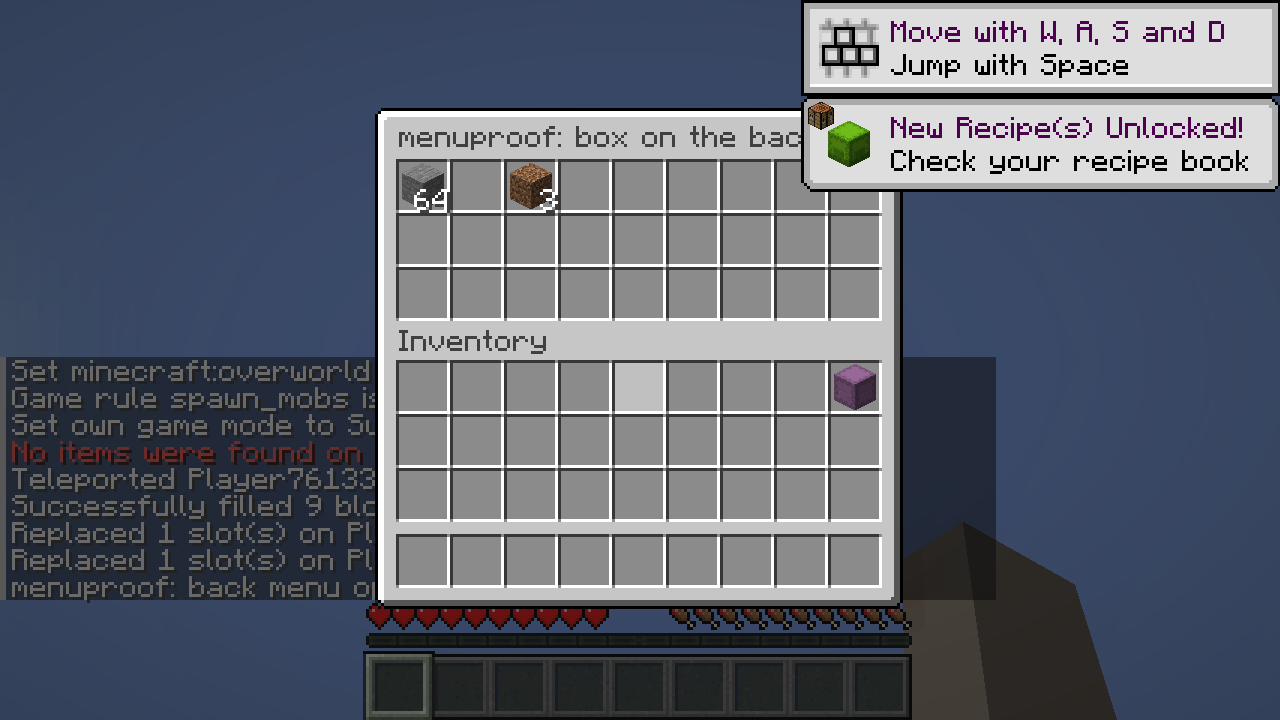 Move with W, A, S and D
Jump with Space
New Recipe(s) Unlocked!
Check your recipe book
menuproof: box on the bac
64
3
Inventory
Set minecraft:overworld
Game rule spawn_mobs is
Set own game mode to Su
No items were found on
Teleported Player76133
Successfully filled 9 blo
Replaced 1 slot(s) on Pl
Replaced 1 slot(s) on Pl
menuproof: back menu o